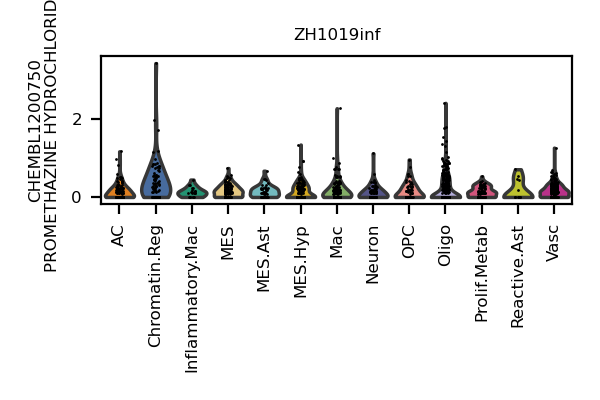 ZH1019inf
CHEMBL1200750
PROMETHAZINE HYDROCHLORID
2
0
AC
Chromatin.Reg
Inflammatory.Mac
MES
MES.Ast
MES.Hyp
Mac
Neuron
OPC
Oligo
Prolif.Metab
Reactive.Ast
Vasc